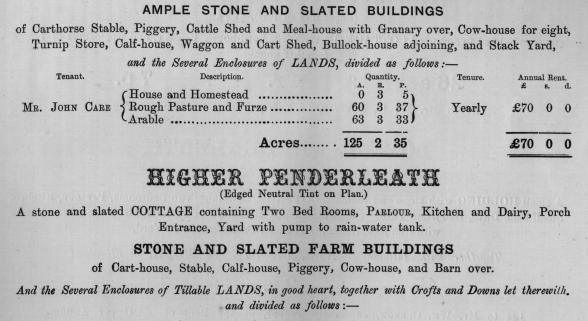 AMPLE STONE AND SLATED BUILDINGS
of Carthorse Stable, Piggery, Cattle Shed and Meal-house with Granary over, Cow-house for eight,
Turnip Store, Calf-house, Waggon and Cart Shed, Bullock-house adjoining, and Stack Yard,
and the Several Enclosures of LANDS, divided as follows:—
Tenant. Description. Quantity. Tenure. Annual Rent.
A. R. P. £ s. d.
House and Homestead ............... 0 3 5
MR. JOHN CARE Rough Pasture and Furze ............... 60 3 37 Yearly £70 0 0
Arable ............... 63 3 33
Acres........ 125 2 35 £70 0 0
HIGHER PENDERLEATH
(Edged Neutral Tint on Plan.)
A stone and slated COTTAGE containing Two Bed Rooms, PARLOUR, Kitchen and Dairy, Porch
Entrance, Yard with pump to rain-water tank.
STONE AND SLATED FARM BUILDINGS
of Cart-house, Stable, Calf-house, Piggery, Cow-house, and Barn over.
And the Several Enclosures of Tillable LANDS, in good heart, together with Crofts and Downs let therewith.
and divided as follows:—